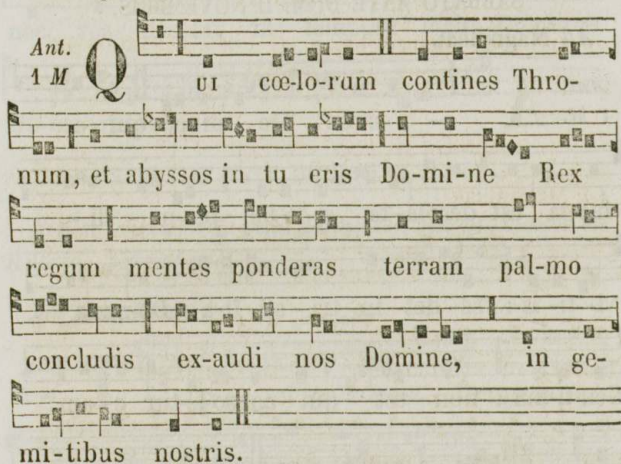 Ant.
1 M
QUI cœ-lo-rum contines Thro-
num, et abyssos in tu eris Do-mi-ne Rex
regum mentes ponderas terram pal-mo
concludis ex-audi nos Domine, in ge-
mi-tibus nostris.